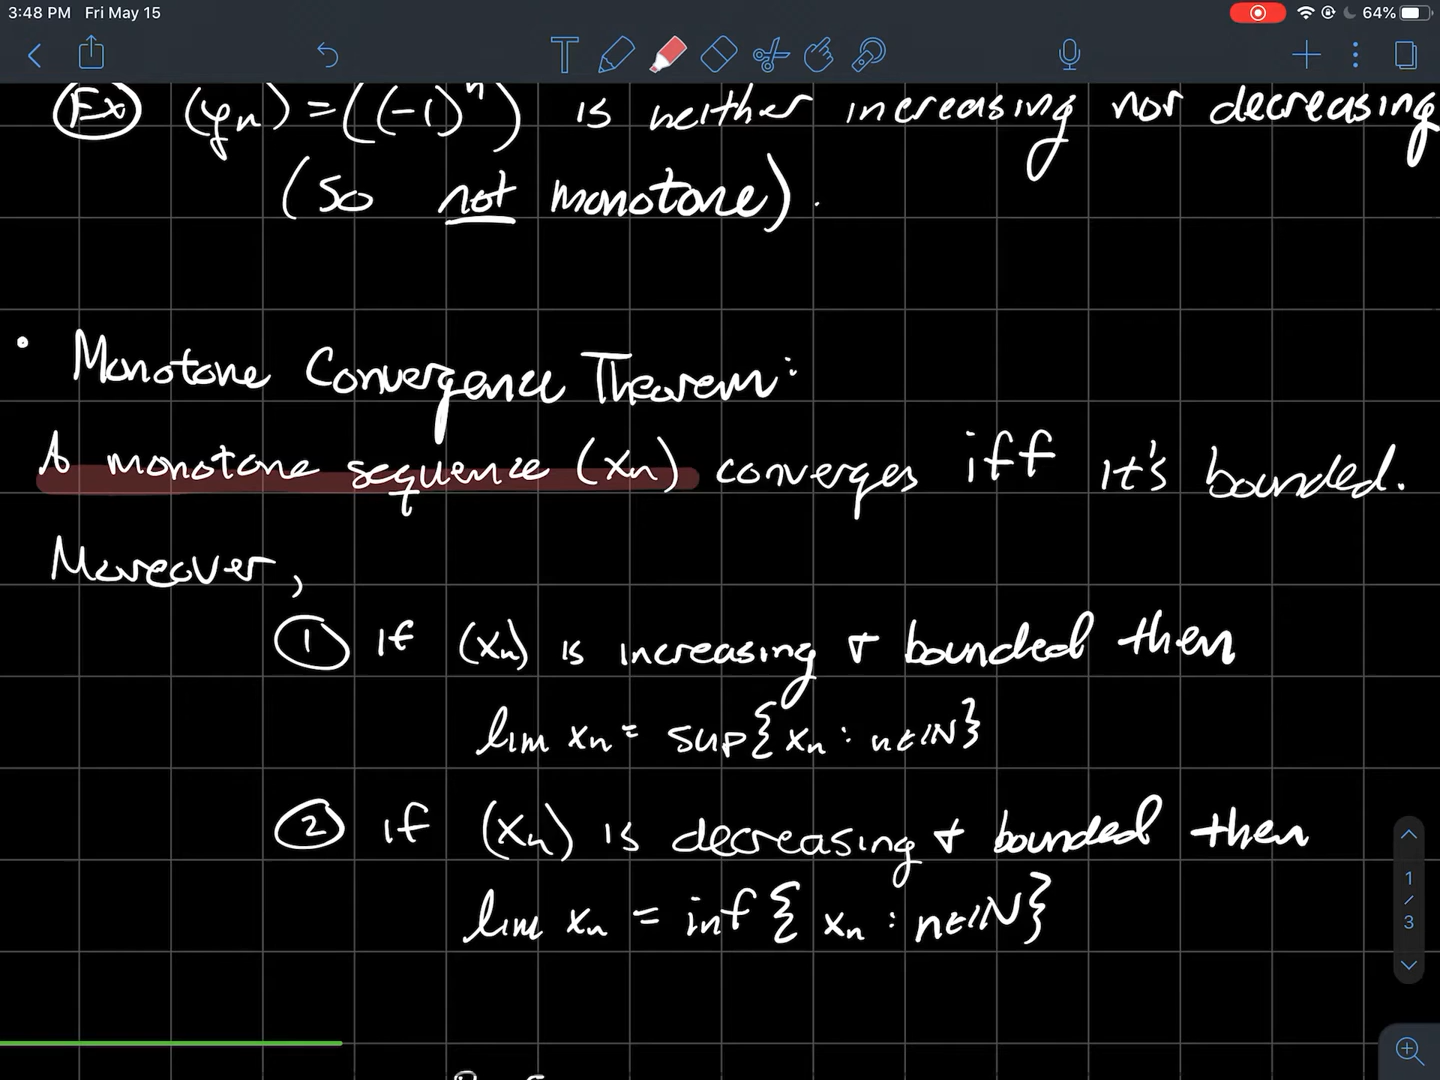 3:48 PM Fri May 15
64%
Ex (yn) = ((-1)^n) is neither increasing nor decreasing
(so not monotone).
• Monotone Convergence Theorem:
A monotone sequence (xn) converges iff it's bounded.
Moreover,
① If (xn) is increasing & bounded then
lim xn = sup{xn : n∈ℕ}
② if (xn) is decreasing & bounded then
lim xn = inf{xn : n∈ℕ}
1
/
3